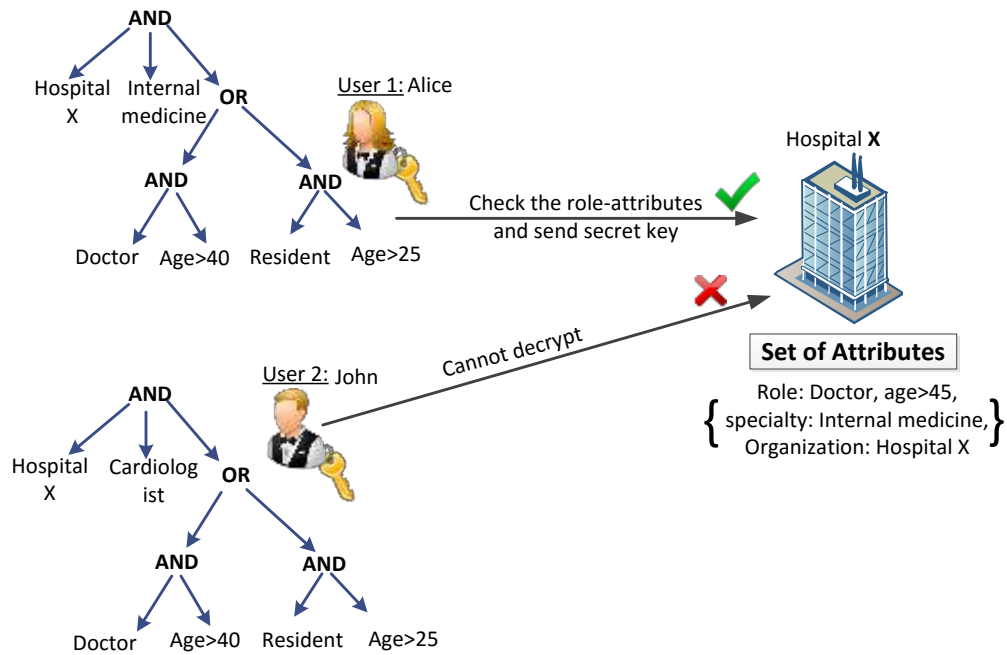 AND
Hospital X
Internal medicine
OR
AND
AND
Doctor
Age>40
Resident
Age>25
User 1: Alice
Check the role-attributes
and send secret key
Hospital X
Set of Attributes
{ Role: Doctor, age>45,
specialty: Internal medicine,
Organization: Hospital X }
Cannot decrypt
User 2: John
AND
Hospital
X
Cardiolog
ist
OR
AND
AND
Doctor
Age>40
Resident
Age>25